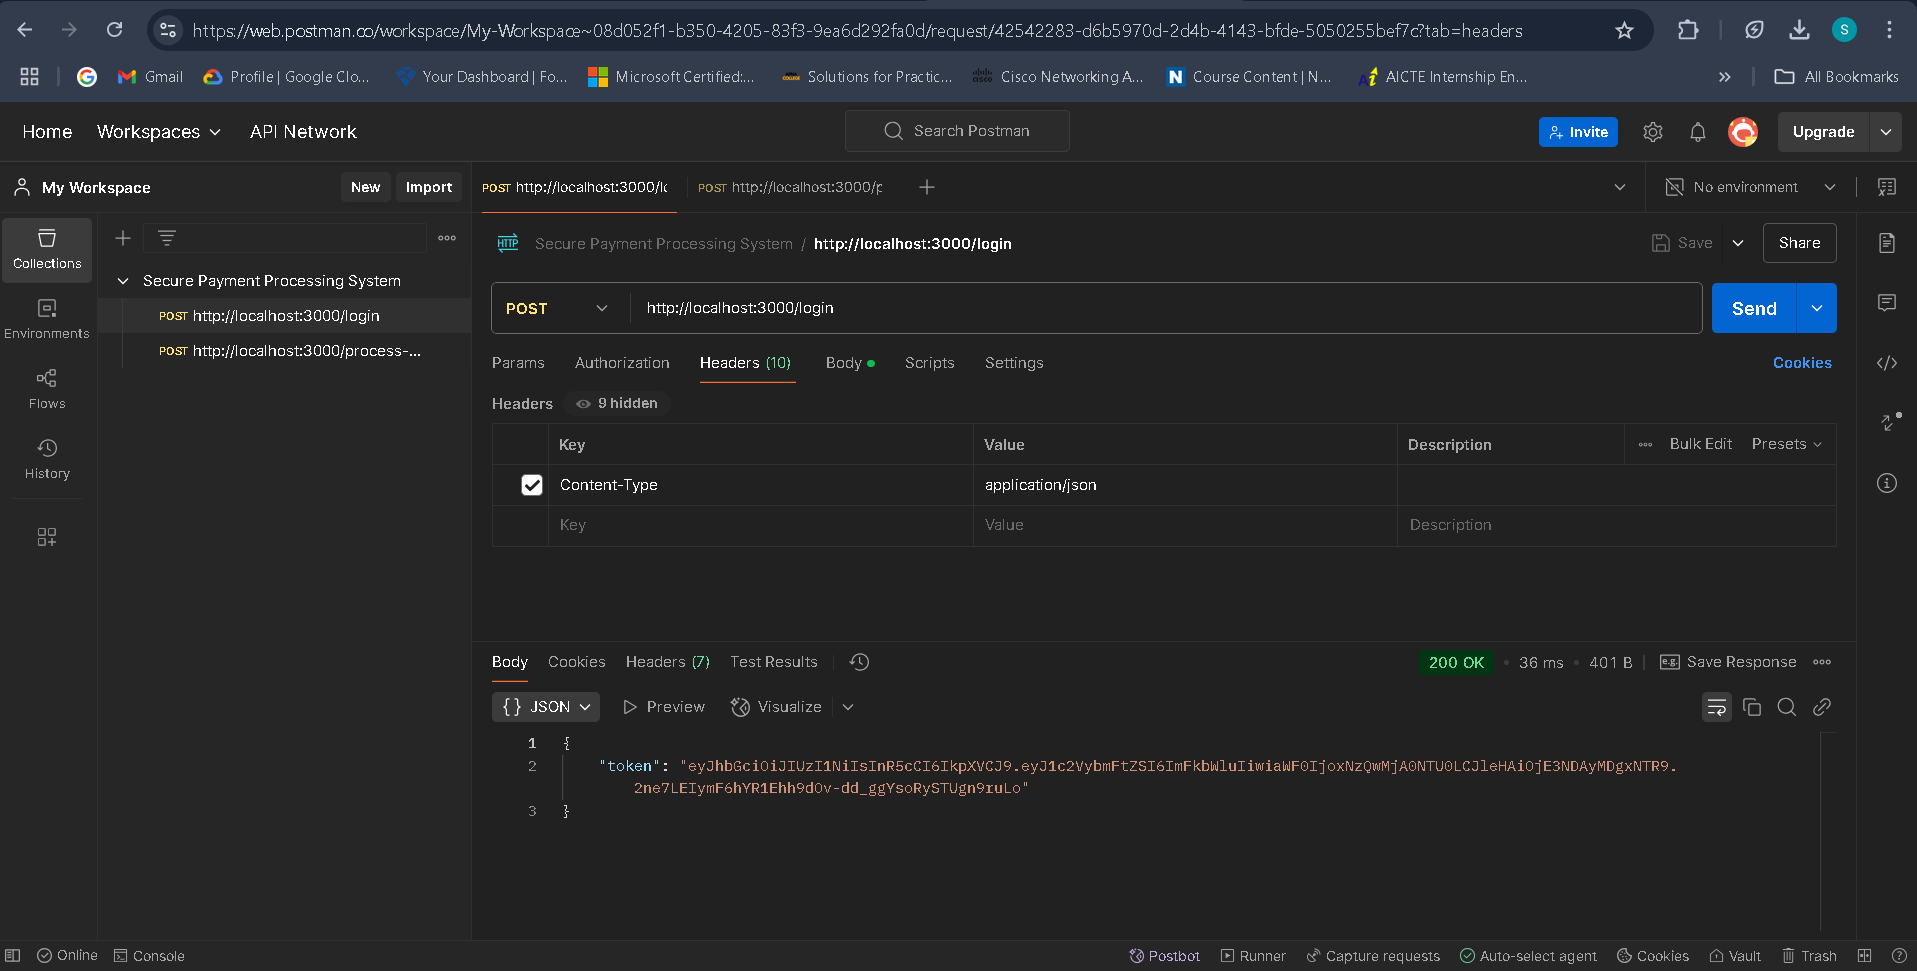 https://web.postman.co/workspace/My-Workspace~08d052f1-b350-4205-83f3-9ea6d292fa0d/request/42542283-d6b5970d-2d4b-4143-bfde-5050255bef7c?tab=headers
S
Gmail
Profile | Google Clo...
Your Dashboard | Fo...
Microsoft Certified:...
Solutions for Practic...
Cisco Networking A...
Course Content | N...
AICTE Internship En...
All Bookmarks
Home
Workspaces
API Network
Search Postman
Invite
Upgrade
My Workspace
New
Import
POST http://localhost:3000/lo
POST http://localhost:3000/p
No environment
Collections
Environments
Flows
History
Secure Payment Processing System
POST http://localhost:3000/login
POST http://localhost:3000/process-...
HTTP
Secure Payment Processing System / http://localhost:3000/login
Save
Share
POST
http://localhost:3000/login
Send
Params
Authorization
Headers (10)
Body
Scripts
Settings
Cookies
Headers
9 hidden
Key
Value
Description
Bulk Edit
Presets
Content-Type
application/json
Key
Value
Description
Body
Cookies
Headers (7)
Test Results
200 OK
36 ms
401 B
e.g.
Save Response
{} JSON
Preview
Visualize
1 {
2 "token": "eyJhbGciOiJIUzI1NiIsInR5cCI6IkpXVCJ9.eyJ1c2VybmFtZSI6ImFkbWluIiwiaWF0IjoxNzQwMjA0NTU0LCJleHAiOjE3NDAyMDgxNTR9.
2ne7LEIymF6hYR1Ehh9dOv-dd_ggYsoRySTUgn9ruLo"
3 }
Online
Console
Postbot
Runner
Capture requests
Auto-select agent
Cookies
Vault
Trash